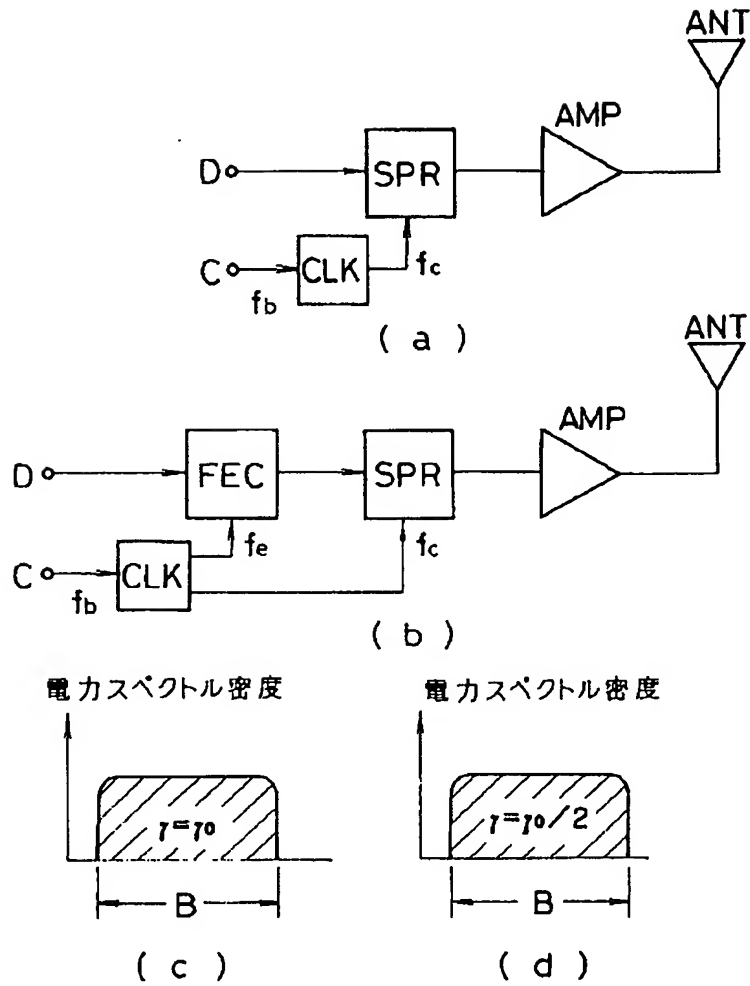 ANT
AMP
D
SPR
C
CLK
fb
fc
( a )
ANT
AMP
D
FEC
SPR
C
CLK
fb
fe
fc
( b )
電力スペクトル密度
電力スペクトル密度
γ=γ0
γ=γ0/2
B
B
( c )
( d )